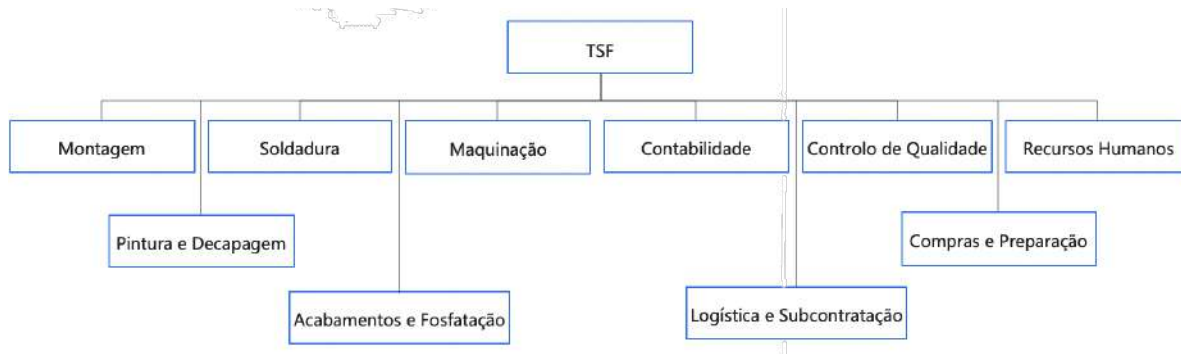 TSF
Montagem
Soldadura
Maquinação
Contabilidade
Controlo de Qualidade
Recursos Humanos
Pintura e Decapagem
Compras e Preparação
Acabamentos e Fosfatação
Logística e Subcontratação